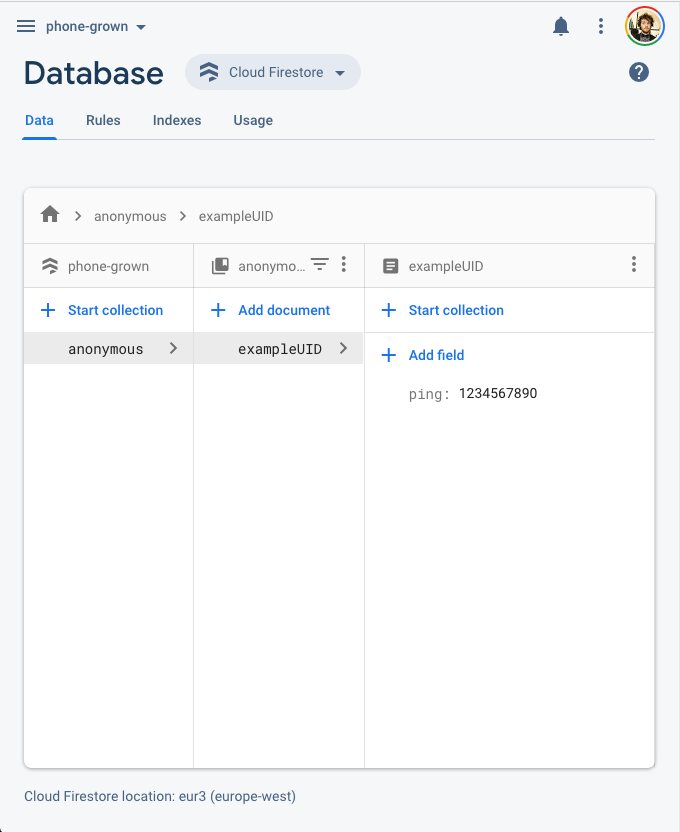 phone-grown
Database
Cloud Firestore
Data Rules Indexes Usage
anonymous exampleUID
phone-grown
anonymo...
exampleUID
Start collection
Add document
Start collection
anonymous
exampleUID
Add field
ping: 1234567890
Cloud Firestore location: eur3 (europe-west)